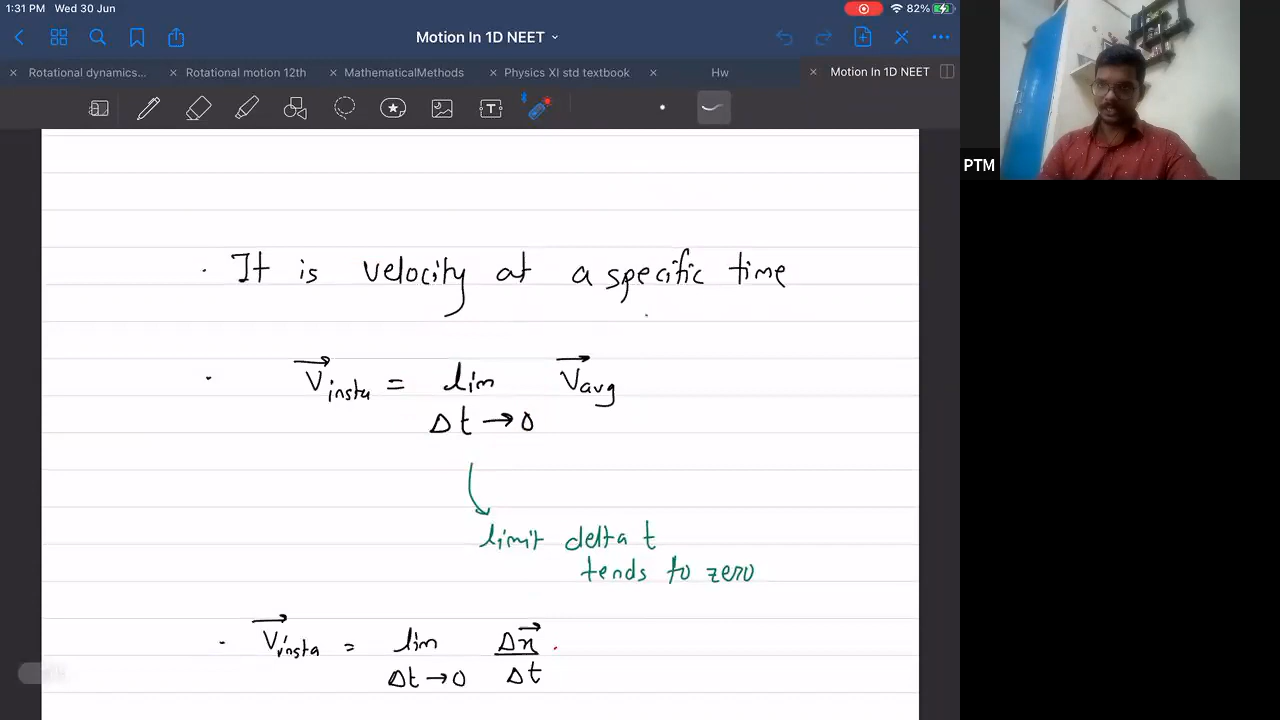 1:31 PM Wed 30 Jun
82%
Motion In 1D NEET
Rotational dynamics...
Rotational motion 12th
MathematicalMethods
Physics XI std textbook
Hw
Motion In 1D NEET
PTM
· It is velocity at a specific time
· V⃗insta = lim V⃗avg
Δt → 0
limit delta t
tends to zero
· V⃗insta = lim Δx⃗
Δt → 0 Δt